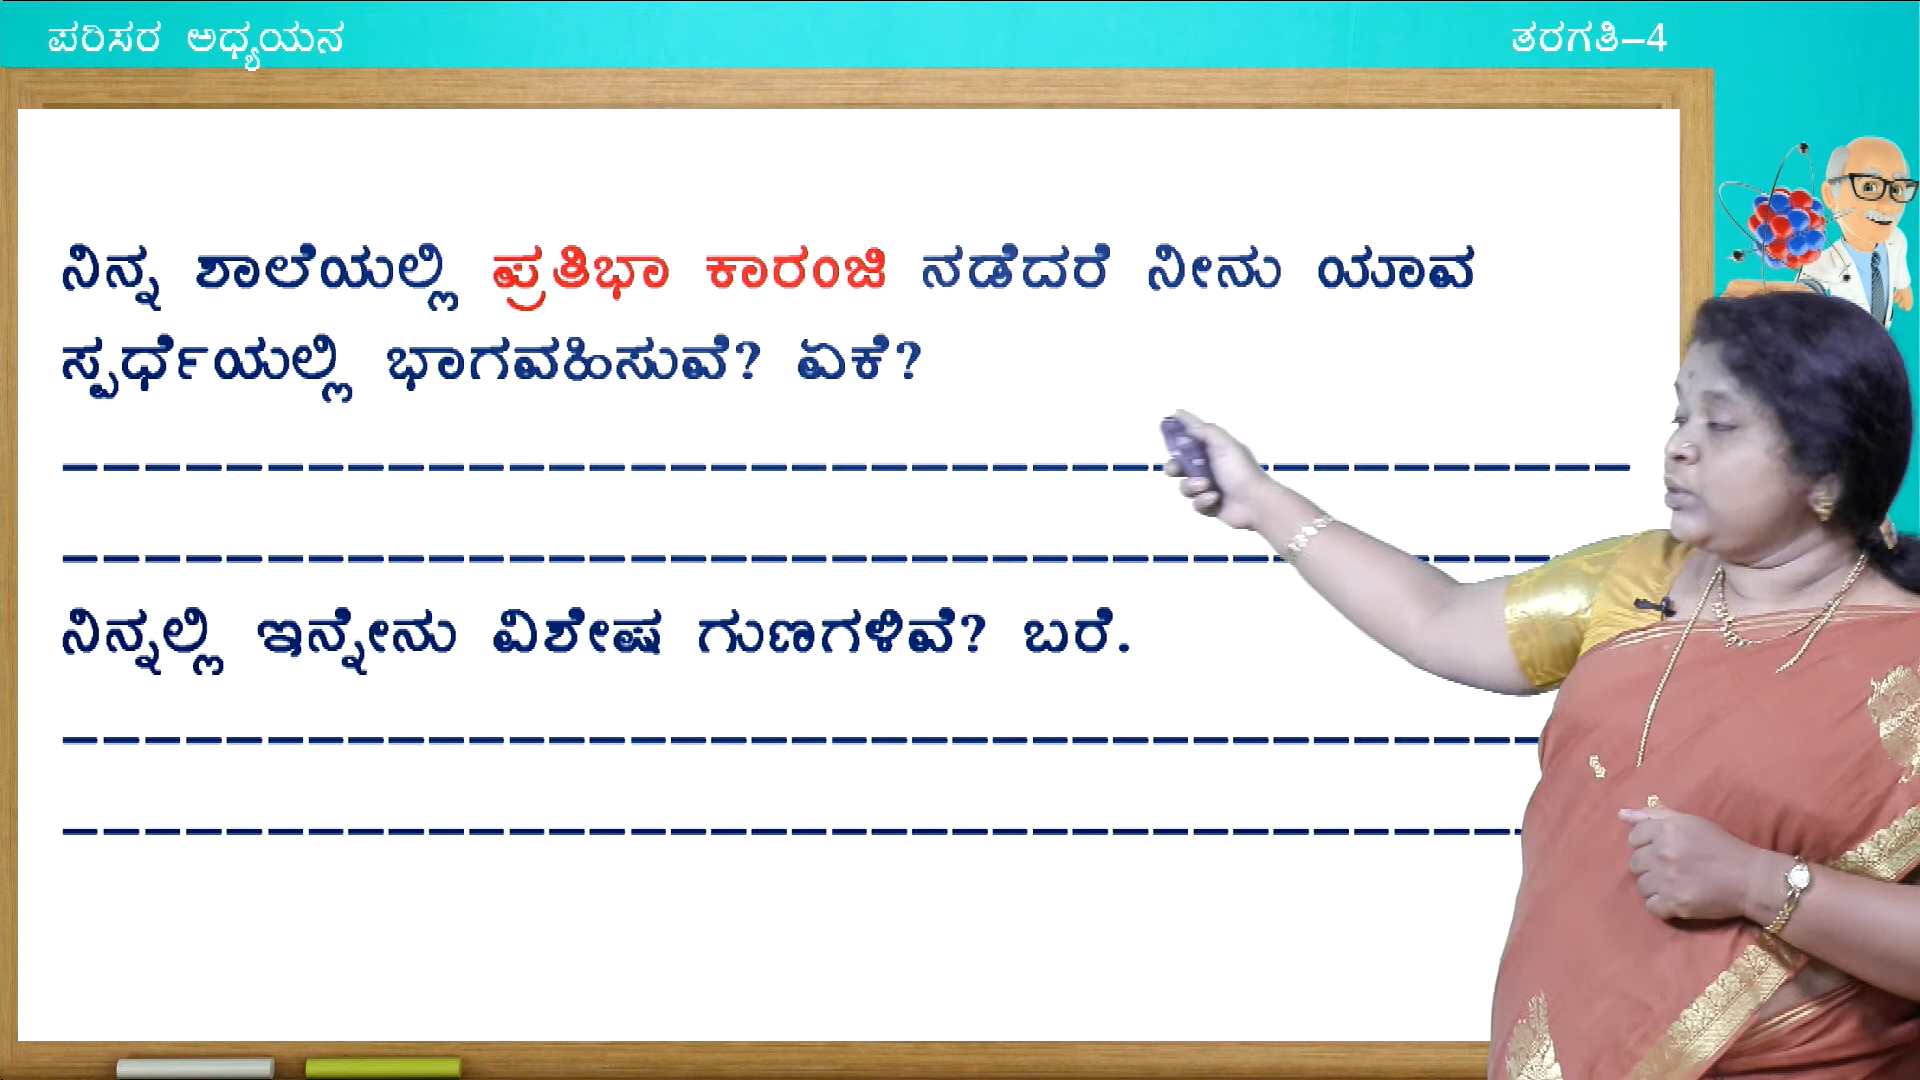 ಪರಿಸರ ಅಧ್ಯಯನ
ತರಗತಿ–4
ನಿನ್ನ ಶಾಲೆಯಲ್ಲಿ ಪ್ರತಿಭಾ ಕಾರಂಜಿ ನಡೆದರೆ ನೀನು ಯಾವ
ಸ್ಪರ್ಧೆಯಲ್ಲಿ ಭಾಗವಹಿಸುವೆ? ಏಕೆ?
ನಿನ್ನಲ್ಲಿ ಇನ್ನೇನು ವಿಶೇಷ ಗುಣಗಳಿವೆ? ಬರೆ.